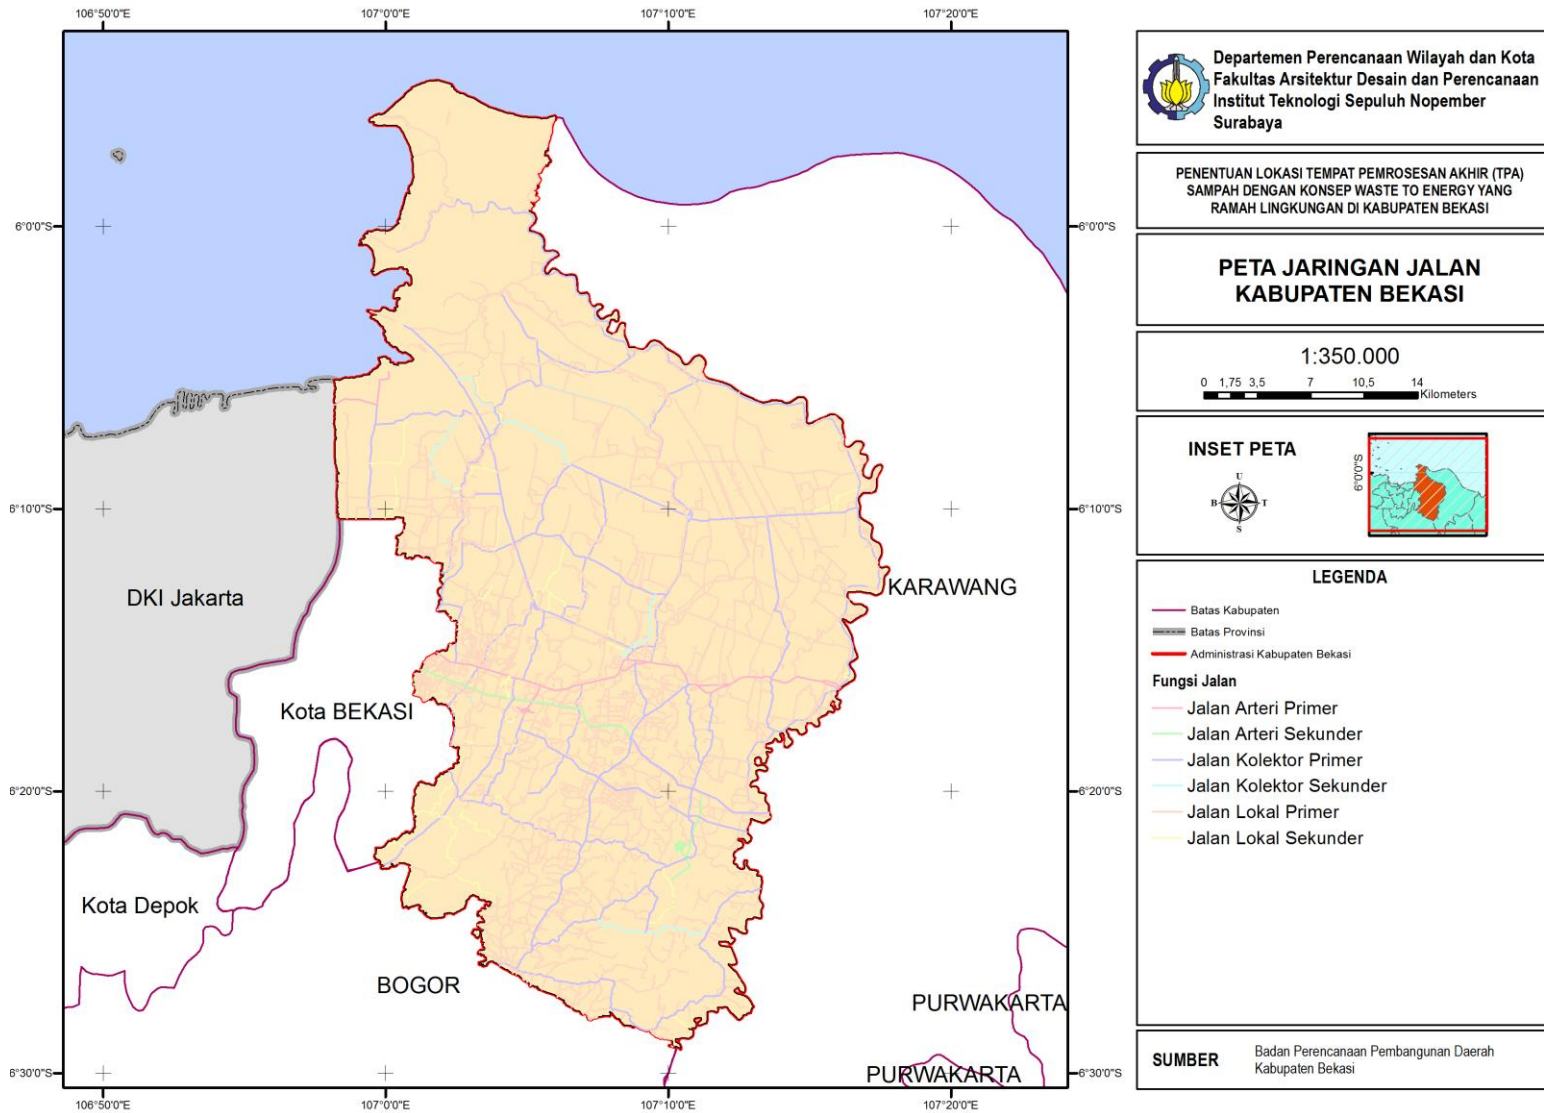 106°50'0"E
107°0'0"E
107°10'0"E
107°20'0"E
6°0'0"S
6°0'0"S
6°10'0"S
6°10'0"S
6°20'0"S
6°20'0"S
6°30'0"S
6°30'0"S
DKI Jakarta
KARAWANG
Kota BEKASI
Kota Depok
BOGOR
PURWAKARTA
PURWAKARTA
106°50'0"E
107°0'0"E
107°10'0"E
107°20'0"E
Departemen Perencanaan Wilayah dan Kota
Fakultas Arsitektur Desain dan Perencanaan
Institut Teknologi Sepuluh Nopember
Surabaya
PENENTUAN LOKASI TEMPAT PEMROSESAN AKHIR (TPA)
SAMPAH DENGAN KONSEP WASTE TO ENERGY YANG
RAMAH LINGKUNGAN DI KABUPATEN BEKASI
PETA JARINGAN JALAN
KABUPATEN BEKASI
1:350.000
0 1,75 3,5 7 10,5 14
Kilometers
INSET PETA
U
B T
S
6°0'0"S
LEGENDA
Batas Kabupaten
Batas Provinsi
Administrasi Kabupaten Bekasi
Fungsi Jalan
Jalan Arteri Primer
Jalan Arteri Sekunder
Jalan Kolektor Primer
Jalan Kolektor Sekunder
Jalan Lokal Primer
Jalan Lokal Sekunder
SUMBER
Badan Perencanaan Pembangunan Daerah
Kabupaten Bekasi